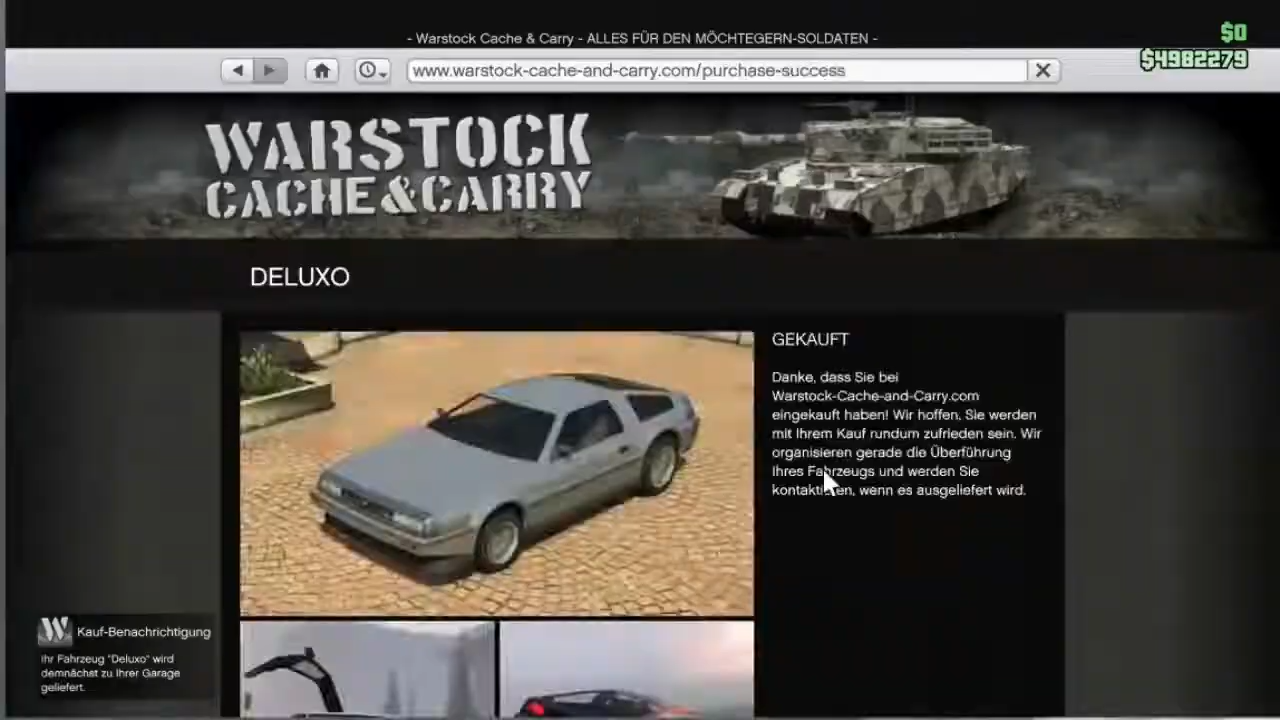 - Warstock Cache & Carry - ALLES FÜR DEN MÖCHTEGERN-SOLDATEN -
$0
$4982279
www.warstock-cache-and-carry.com/purchase-success
WARSTOCK
CACHE&CARRY
DELUXO
GEKAUFT
Danke, dass Sie bei
Warstock-Cache-and-Carry.com
eingekauft haben! Wir hoffen, Sie werden
mit Ihrem Kauf rundum zufrieden sein. Wir
organisieren gerade die Überführung
Ihres Fahrzeugs und werden Sie
kontaktieren, wenn es ausgeliefert wird.
W Kauf-Benachrichtigung
Ihr Fahrzeug "Deluxo" wird
demnächst zu Ihrer Garage
geliefert.